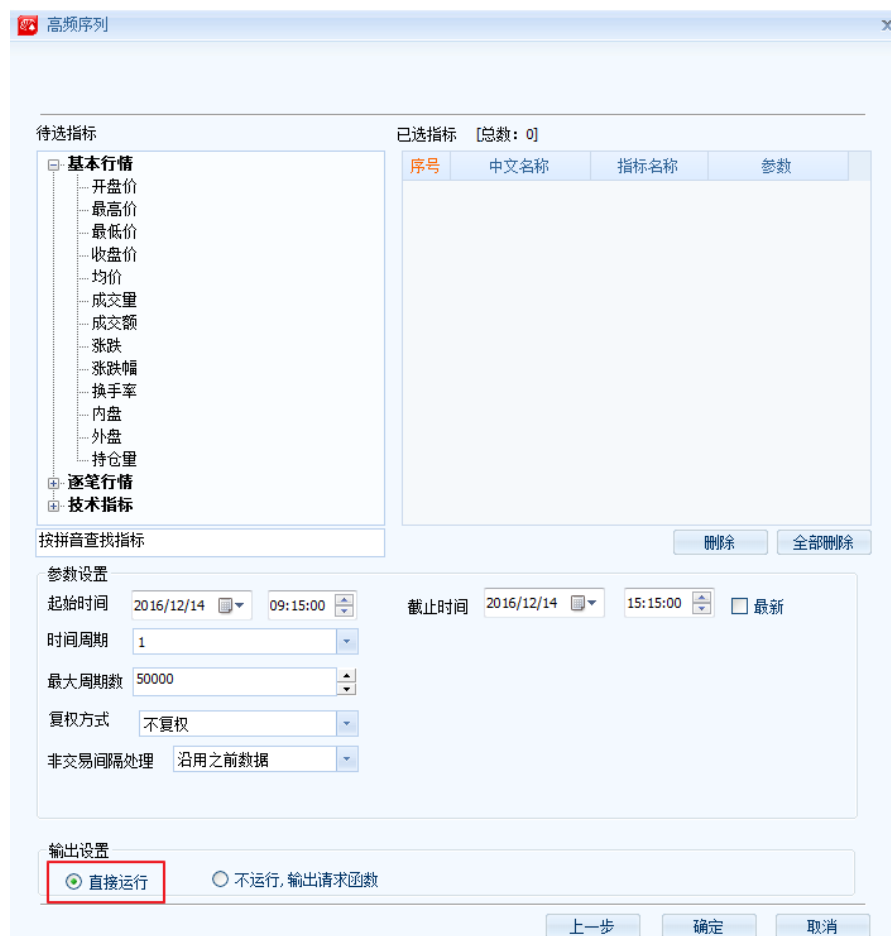 高频序列
待选指标
已选指标 [总数: 0]
基本行情
开盘价
最高价
最低价
收盘价
均价
成交量
成交额
涨跌
涨跌幅
换手率
内盘
外盘
持仓量
逐笔行情
技术指标
序号 中文名称 指标名称 参数
按拼音查找指标
删除 全部删除
参数设置
起始时间 2016/12/14 09:15:00 截止时间 2016/12/14 15:15:00 最新
时间周期 1
最大周期数 50000
复权方式 不复权
非交易间隔处理 沿用之前数据
输出设置
直接运行 不运行, 输出请求函数
上一步 确定 取消